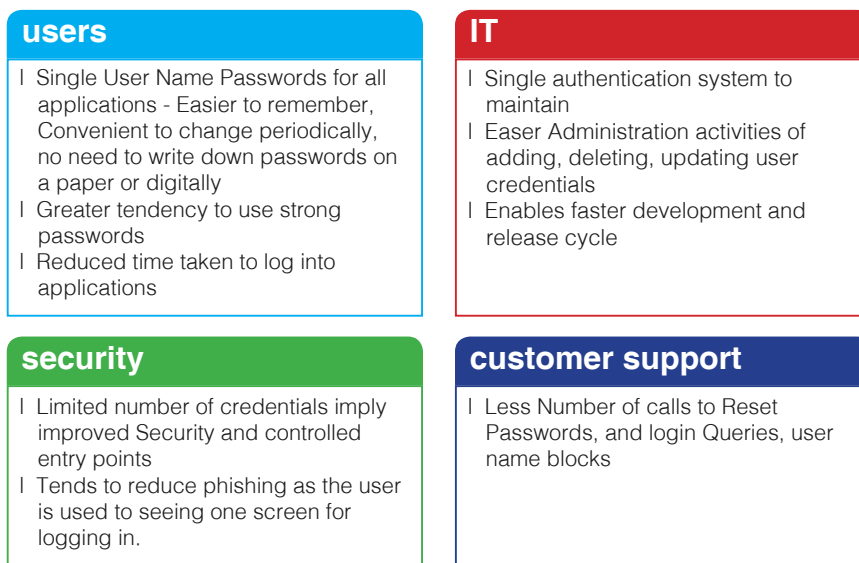 users
l Single User Name Passwords for all
applications - Easier to remember,
Convenient to change periodically,
no need to write down passwords on
a paper or digitally
l Greater tendency to use strong
passwords
l Reduced time taken to log into
applications
IT
l Single authentication system to
maintain
l Easer Administration activities of
adding, deleting, updating user
credentials
l Enables faster development and
release cycle
security
l Limited number of credentials imply
improved Security and controlled
entry points
l Tends to reduce phishing as the user
is used to seeing one screen for
logging in.
customer support
l Less Number of calls to Reset
Passwords, and login Queries, user
name blocks